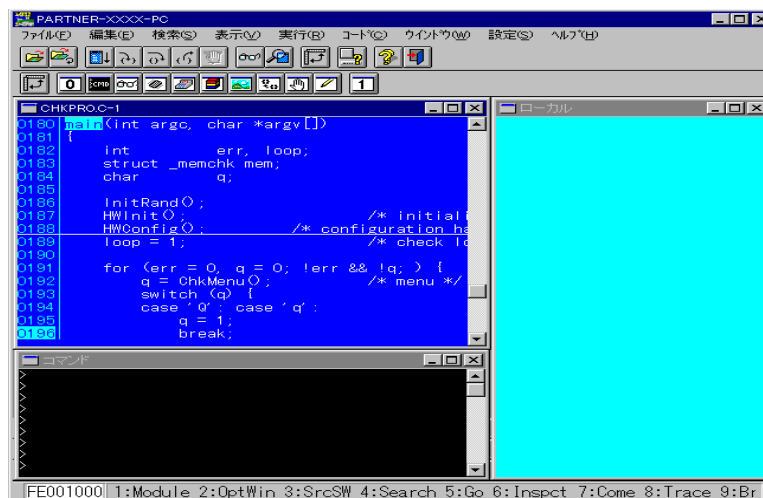 PARTNER-XXXX-PC
ファイル(F) 編集(E) 検索(S) 表示(V) 実行(R) コード(C) ウインドウ(W) 設定(S) ヘルプ(H)
0 CMD 1
CHKPRO.C-1
0180 main(int argc, char *argv[])
0181 {
0182 int err, loop;
0183 struct _memchk mem;
0184 char q;
0185
0186 InitRand();
0187 HWInit(); /* initiali
0188 HWConfig(); /* configuration ha
0189 loop = 1; /* check lo
0190
0191 for (err = 0, q = 0; !err && !q; ) {
0192 q = ChkMenu(); /* menu */
0193 switch (q) {
0194 case 'Q': case 'q':
0195 q = 1;
0196 break;
ローカル
コマンド
>
>
>
>
>
>
>
>
>
FE001000 1:Module 2:OptWin 3:SrcSW 4:Search 5:Go 6:Inspct 7:Come 8:Trace 9:Br